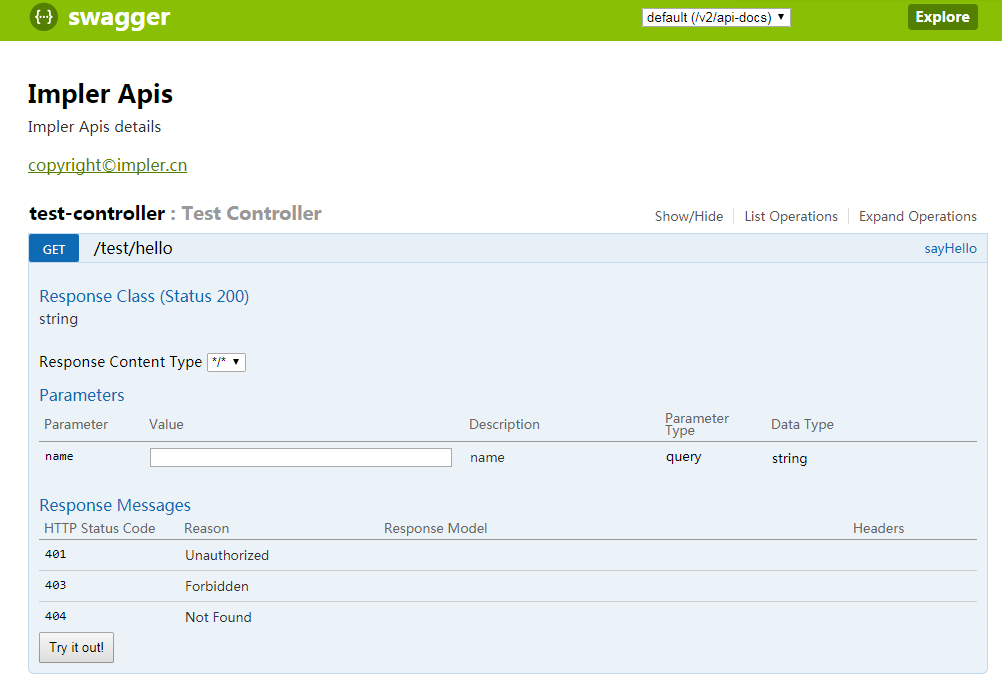 {···} swagger default (/v2/api-docs) Explore
Impler Apis
Impler Apis details
copyright©impler.cn
test-controller : Test Controller Show/Hide List Operations Expand Operations
GET /test/hello sayHello
Response Class (Status 200)
string
Response Content Type */*
Parameters
Parameter Value Description Parameter Type Data Type
name name query string
Response Messages
HTTP Status Code Reason Response Model Headers
401 Unauthorized
403 Forbidden
404 Not Found
Try it out!